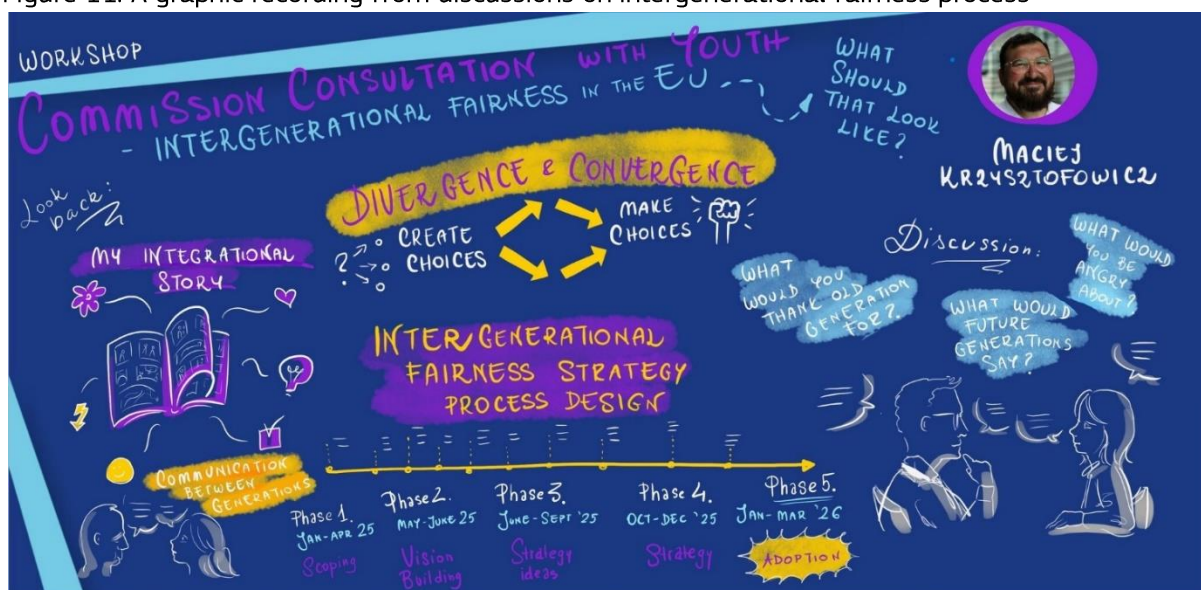 Figure 11: A graphic recording from discussions on intergenerational fairness process
WORKSHOP
COMMISSION CONSULTATION WITH YOUTH
- INTERGENERATIONAL FAIRNESS IN THE EU
WHAT
SHOULD
THAT LOOK
LIKE?
MACIEJ
KRZYSZTOFOWICZ
DIVERGENCE & CONVERGENCE
? CREATE
CHOICES
MAKE
CHOICES
Look
back:
MY INTEGRATIONAL
STORY
Discussion:
WHAT
WOULD YOU
THANK OLD
GENERATION
FOR?
WHAT WOULD
FUTURE
GENERATIONS
SAY?
WHAT WOULD
YOU BE
ANGRY
ABOUT?
INTERGENERATIONAL
FAIRNESS STRATEGY
PROCESS DESIGN
COMMUNICATION
BETWEEN
GENERATIONS
Phase 1.
JAN-APR 25
Scoping
Phase 2.
MAY-JUNE 25
Vision
Building
Phase 3.
JUNE-SEPT '25
Strategy
ideas
Phase 4.
OCT-DEC '25
Strategy
Phase 5.
JAN-MAR '26
ADOPTION